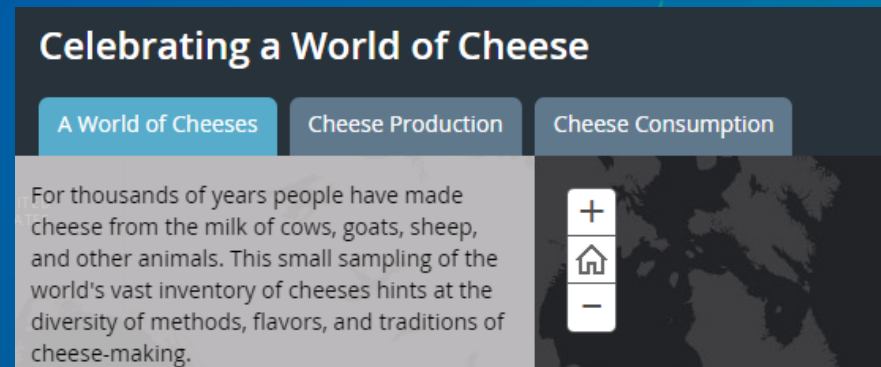 Celebrating a World of Cheese
A World of Cheeses
Cheese Production
Cheese Consumption
For thousands of years people have made
cheese from the milk of cows, goats, sheep,
and other animals. This small sampling of the
world's vast inventory of cheeses hints at the
diversity of methods, flavors, and traditions of
cheese-making.
+
−